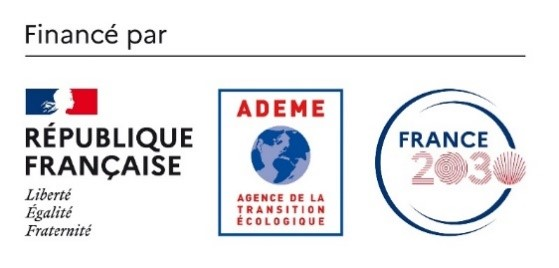 Financé par
RÉPUBLIQUE
FRANÇAISE
Liberté
Égalité
Fraternité
ADEME
AGENCE DE LA
TRANSITION
ÉCOLOGIQUE
FRANCE
2030